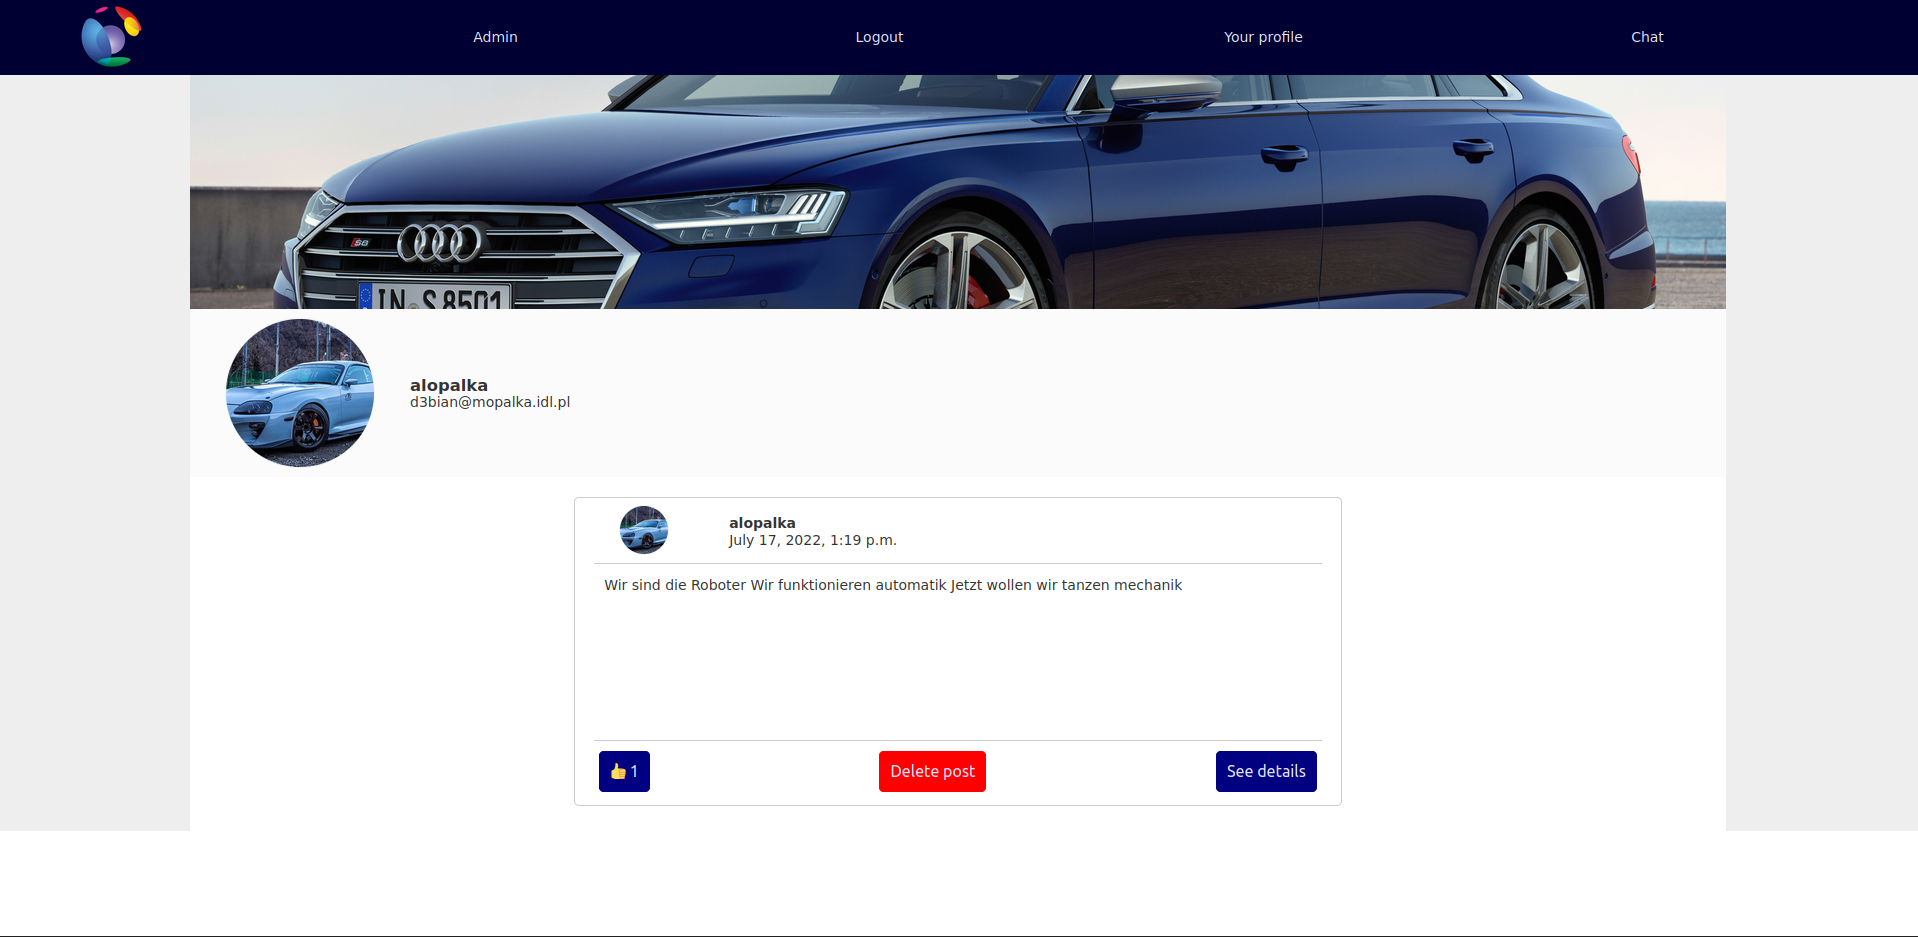 Admin
Logout
Your profile
Chat
S8
IN S 8501
alopalka
d3bian@mopalka.idl.pl
alopalka
July 17, 2022, 1:19 p.m.
Wir sind die Roboter Wir funktionieren automatik Jetzt wollen wir tanzen mechanik
👍 1
Delete post
See details